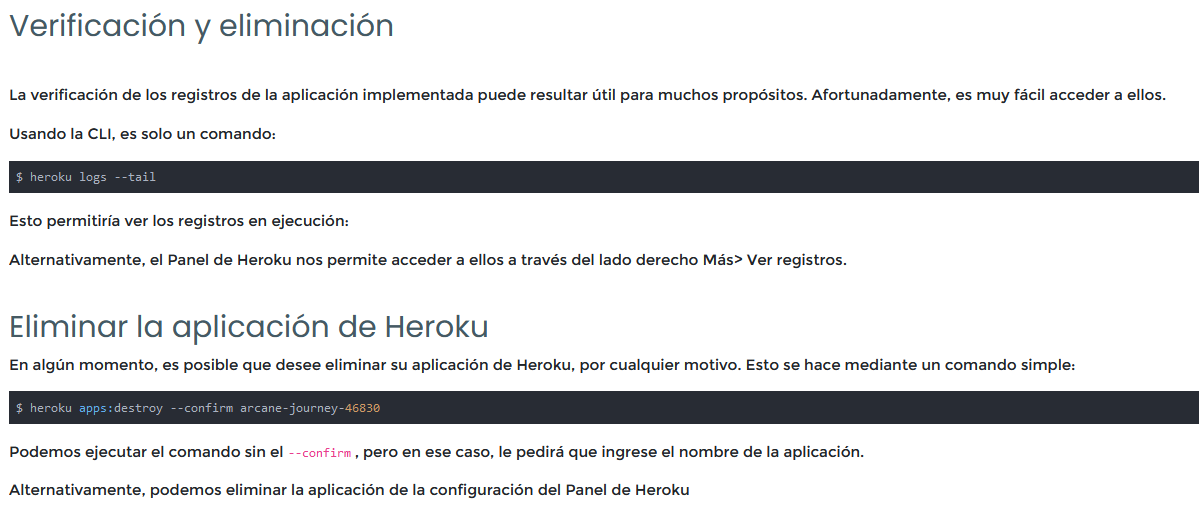 Verificación y eliminación
La verificación de los registros de la aplicación implementada puede resultar útil para muchos propósitos. Afortunadamente, es muy fácil acceder a ellos.
Usando la CLI, es solo un comando:
$ heroku logs --tail
Esto permitiría ver los registros en ejecución:
Alternativamente, el Panel de Heroku nos permite acceder a ellos a través del lado derecho Más> Ver registros.
Eliminar la aplicación de Heroku
En algún momento, es posible que desee eliminar su aplicación de Heroku, por cualquier motivo. Esto se hace mediante un comando simple:
$ heroku apps:destroy --confirm arcane-journey-46830
Podemos ejecutar el comando sin el --confirm , pero en ese caso, le pedirá que ingrese el nombre de la aplicación.
Alternativamente, podemos eliminar la aplicación de la configuración del Panel de Heroku